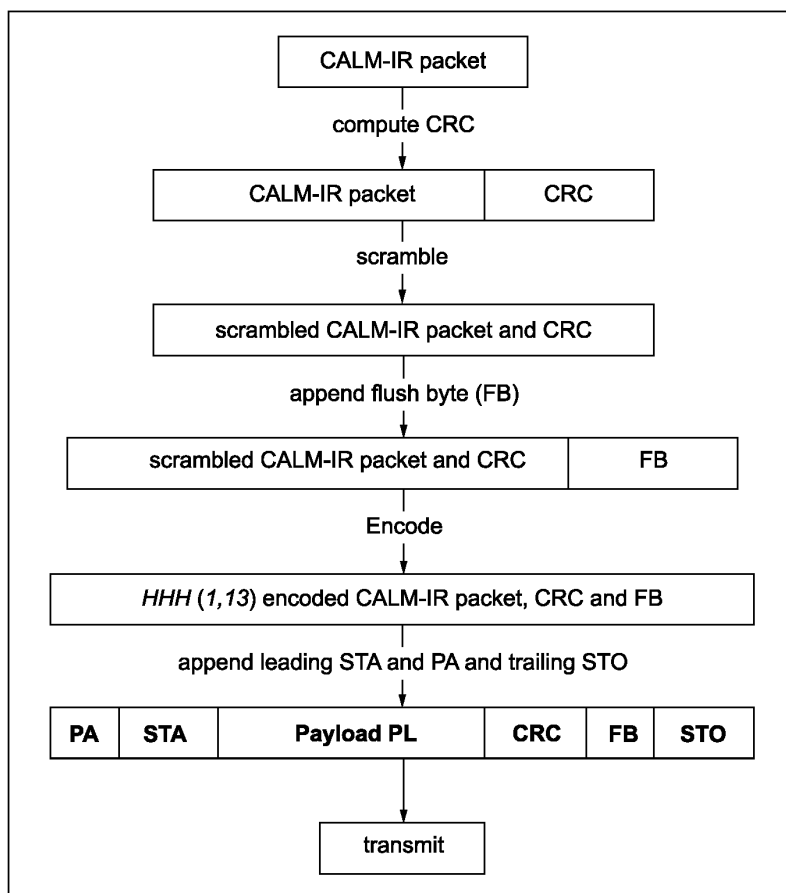 CALM-IR packet
compute CRC
CALM-IR packet CRC
scramble
scrambled CALM-IR packet and CRC
append flush byte (FB)
scrambled CALM-IR packet and CRC FB
Encode
HHH (1,13) encoded CALM-IR packet, CRC and FB
append leading STA and PA and trailing STO
PA STA Payload PL CRC FB STO
transmit